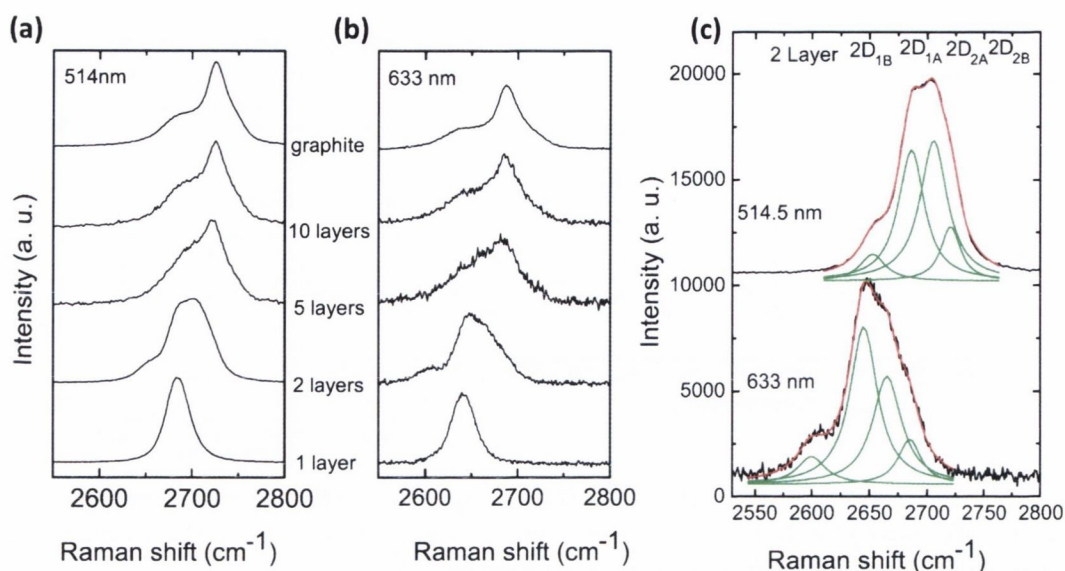 (a)
514nm
Intensity (a. u.)
2600 2700 2800
Raman shift (cm⁻¹)
graphite
10 layers
5 layers
2 layers
1 layer
(b)
633 nm
2600 2700 2800
Raman shift (cm⁻¹)
(c)
2 Layer 2D1B 2D1A 2D2A 2D2B
20000
15000
10000
5000
0
514.5 nm
633 nm
Intensity (a. u.)
2550 2600 2650 2700 2750 2800
Raman shift (cm⁻¹)